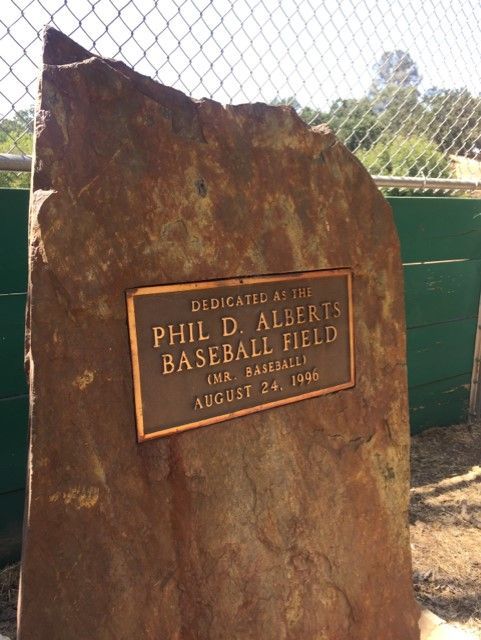 DEDICATED AS THE
PHIL D. ALBERTS
BASEBALL FIELD
(MR. BASEBALL)
AUGUST 24, 1996